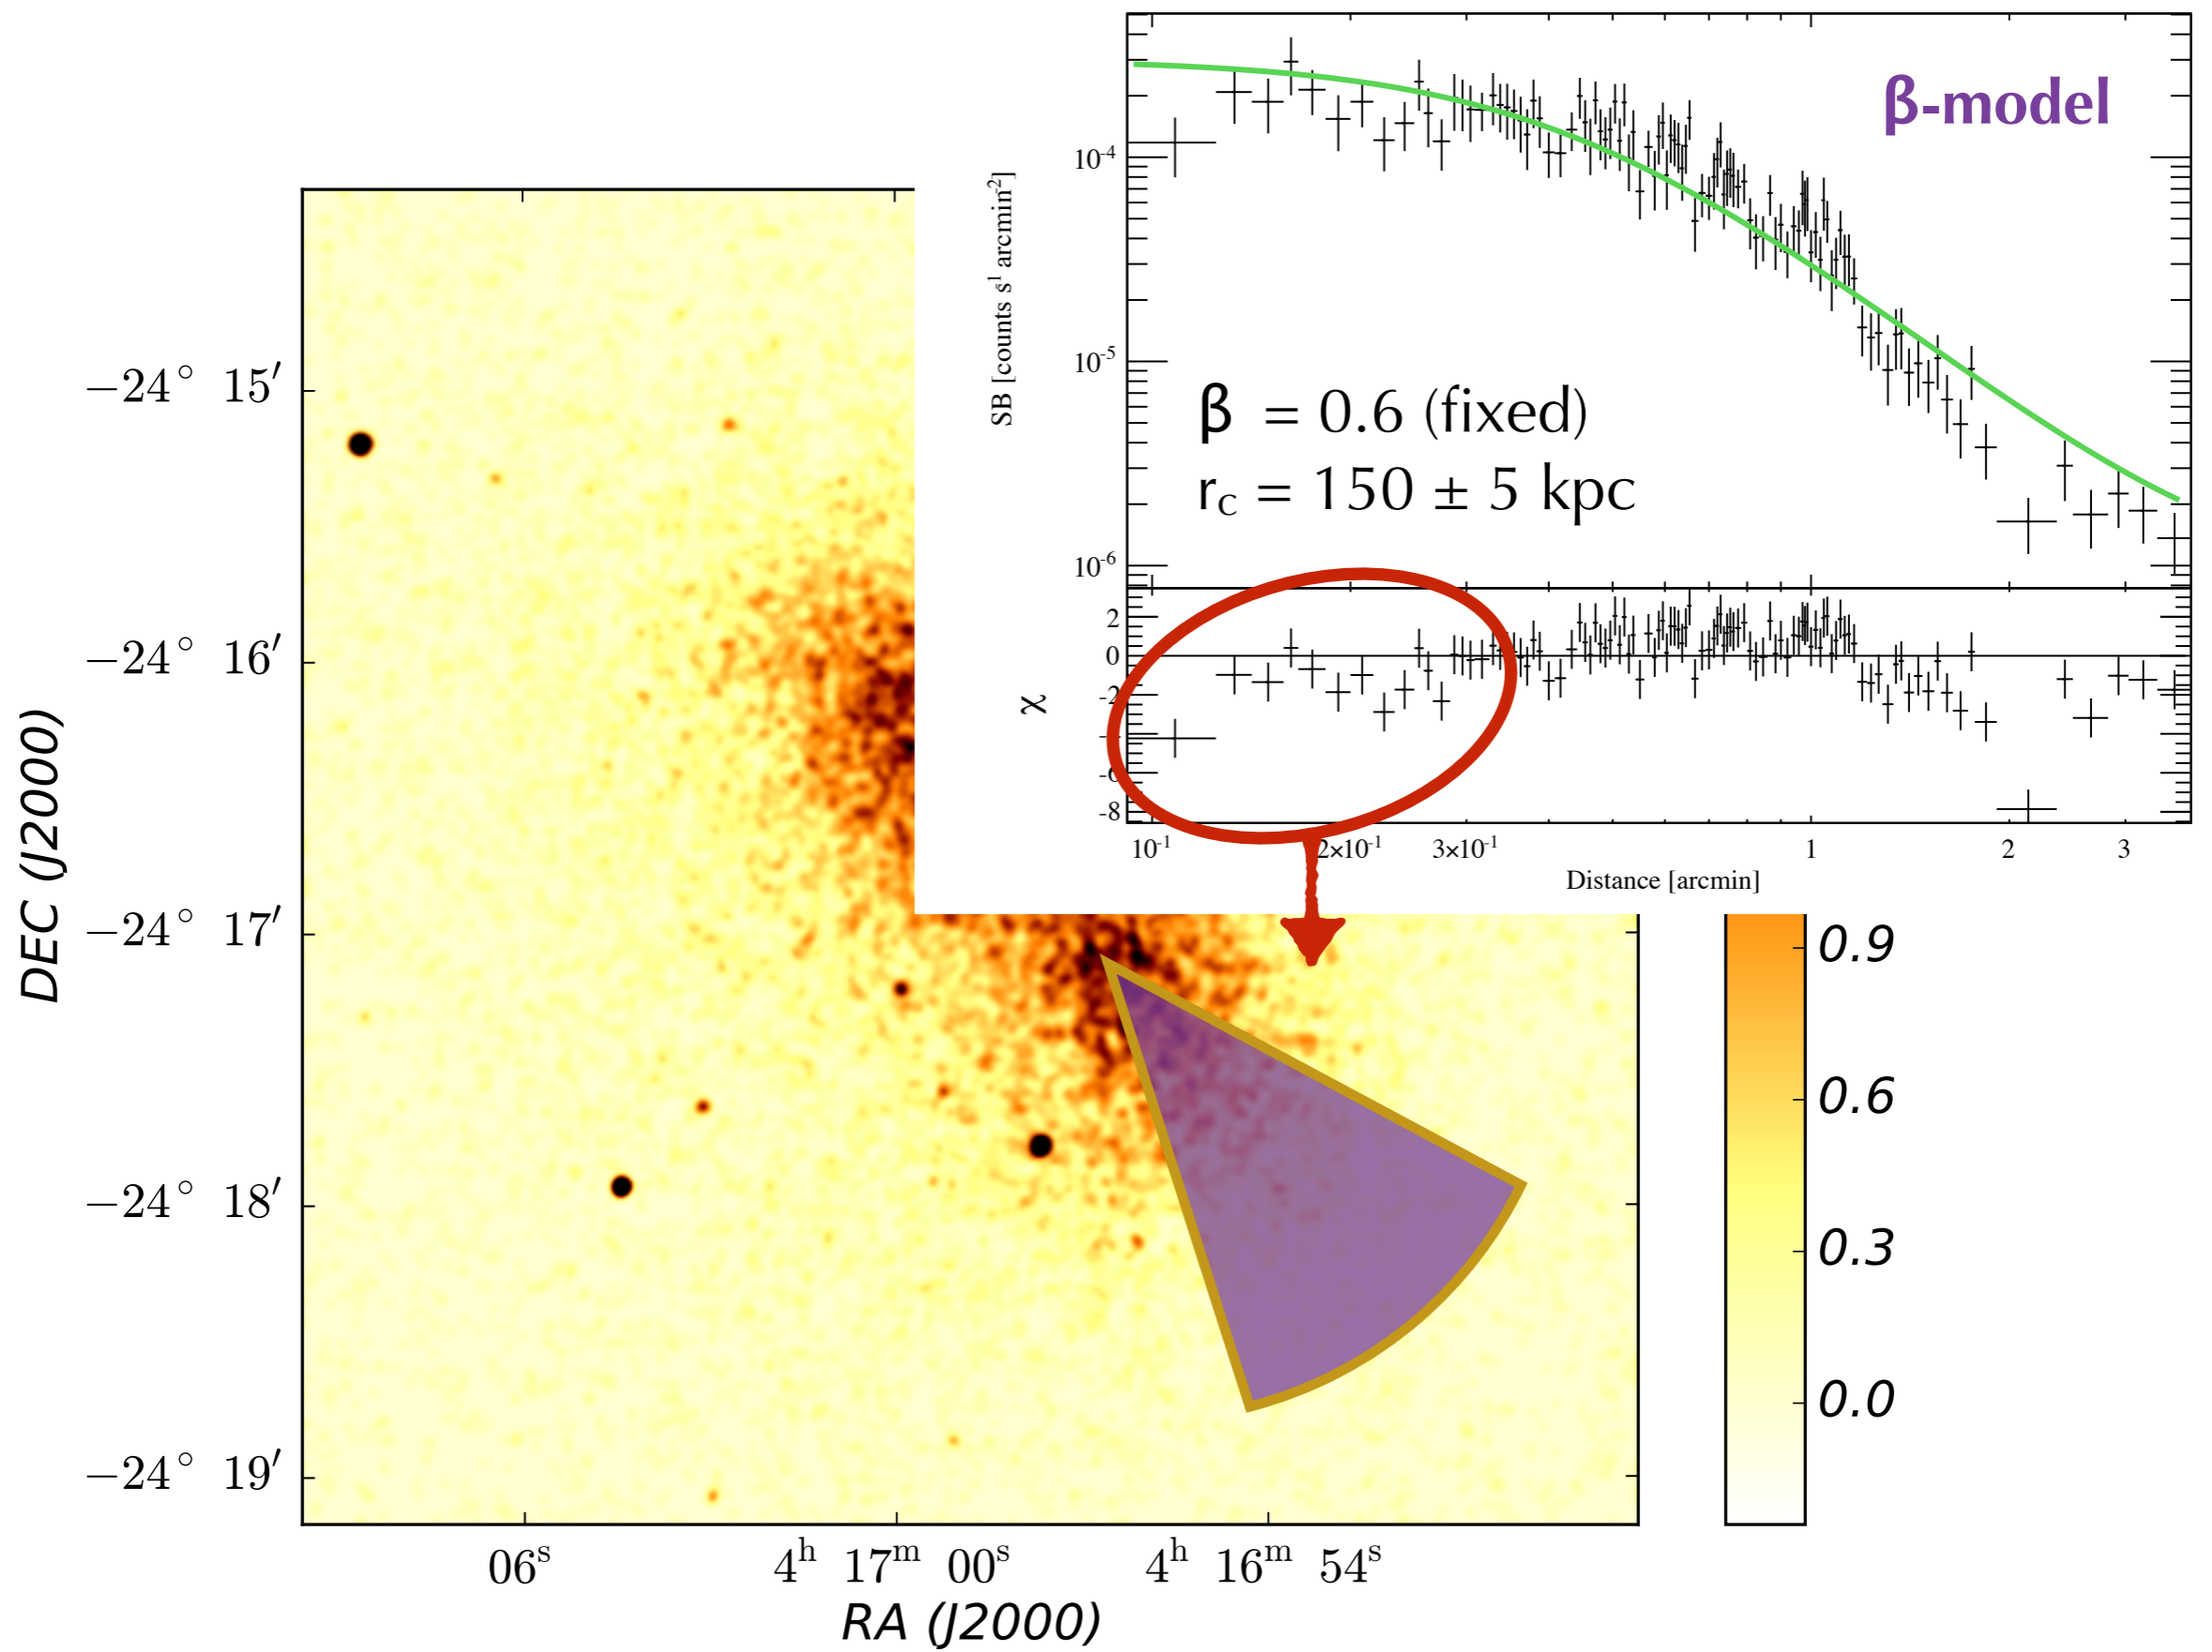 β-model
10⁻⁴
10⁻⁵
10⁻⁶
SB [counts s⁻¹ arcmin⁻²]
β = 0.6 (fixed)
r_c = 150 ± 5 kpc
2
0
-2
-6
-8
χ
10⁻¹
2×10⁻¹
3×10⁻¹
1
2
3
Distance [arcmin]
−24° 15′
−24° 16′
−24° 17′
−24° 18′
−24° 19′
DEC (J2000)
0.9
0.6
0.3
0.0
06ˢ
4ʰ 17ᵐ 00ˢ
4ʰ 16ᵐ 54ˢ
RA (J2000)